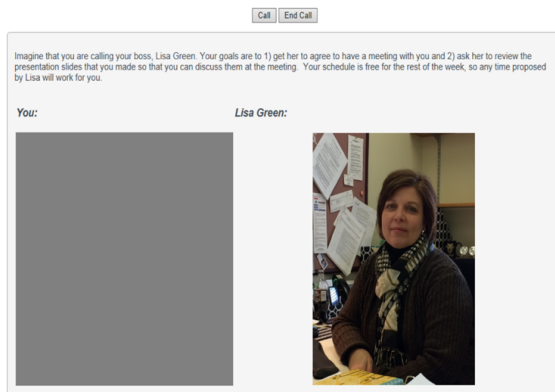 Call End Call
Imagine that you are calling your boss, Lisa Green. Your goals are to 1) get her to agree to have a meeting with you and 2) ask her to review the
presentation slides that you made so that you can discuss them at the meeting. Your schedule is free for the rest of the week, so any time proposed
by Lisa will work for you.
You: Lisa Green: